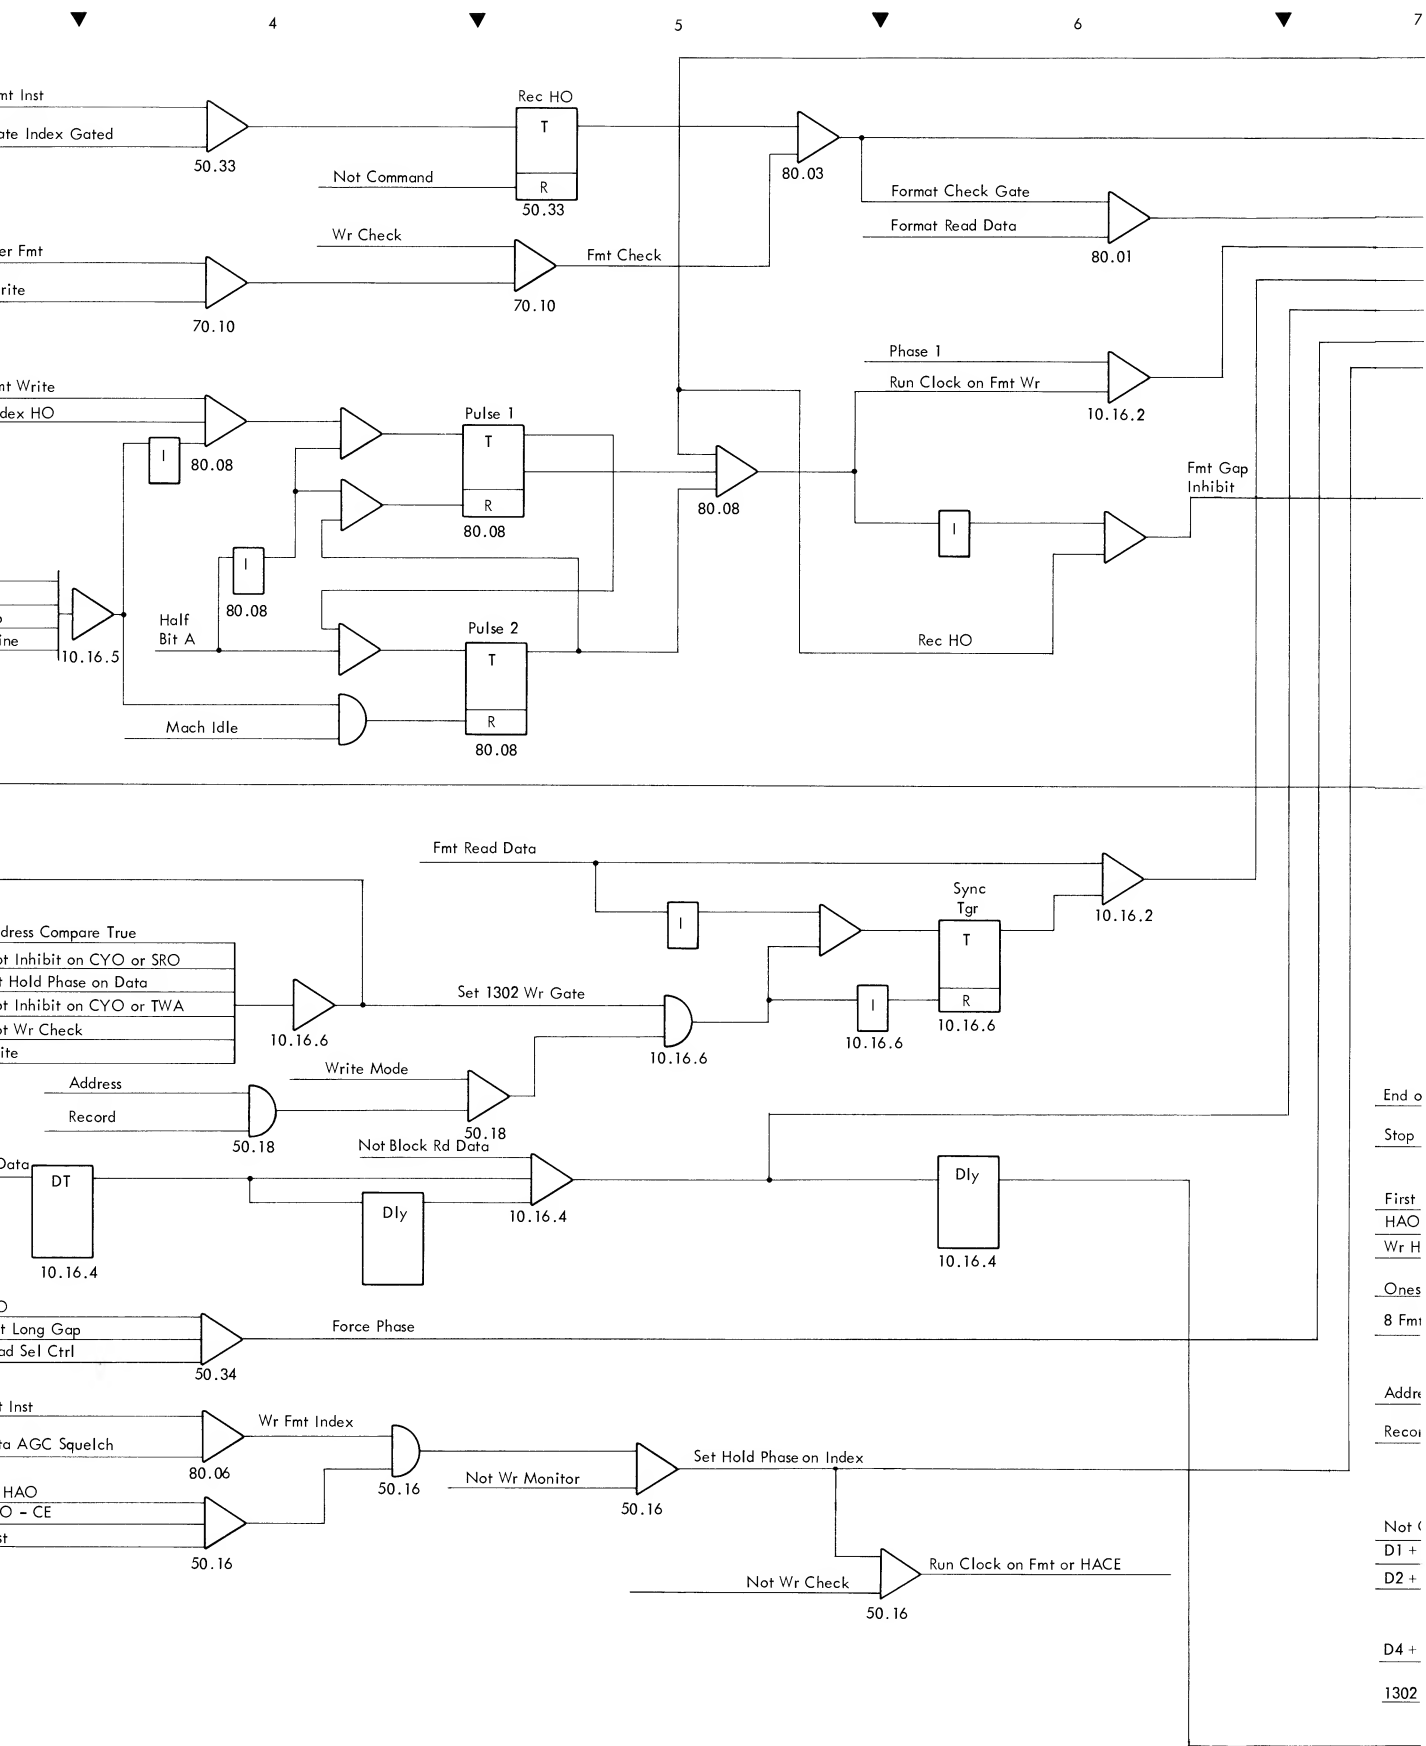 4
5
6
7
mt Inst
Rec HO
ate Index Gated
T
50.33
Not Command
R
50.33
80.03
Format Check Gate
Format Read Data
80.01
er Fmt
Wr Check
Fmt Check
rite
70.10
70.10
Phase 1
Run Clock on Fmt Wr
10.16.2
mt Write
dex HO
Pulse 1
T
I
80.08
R
80.08
80.08
Fmt Gap
Inhibit
I
I
80.08
Half
Bit A
ine
10.16.5
Pulse 2
T
Rec HO
Mach Idle
R
80.08
Fmt Read Data
Sync
Tgr
10.16.2
I
T
dress Compare True
ot Inhibit on CYO or SRO
t Hold Phase on Data
ot Inhibit on CYO or TWA
ot Wr Check
ite
Set 1302 Wr Gate
I
R
10.16.6
10.16.6
10.16.6
10.16.6
Address
Write Mode
Record
50.18
50.18
End o
Stop
Not Block Rd Data
Data
DT
Dly
Dly
10.16.4
10.16.4
10.16.4
First
HAO
Wr H
Ones
8 Fmt
O
t Long Gap
ad Sel Ctrl
Force Phase
50.34
Addre
Recor
t Inst
Wr Fmt Index
ta AGC Squelch
80.06
Not Wr Monitor
Set Hold Phase on Index
50.16
50.16
HAO
O - CE
st
50.16
Not Wr Check
Run Clock on Fmt or HACE
50.16
Not
D1 +
D2 +
D4 +
1302